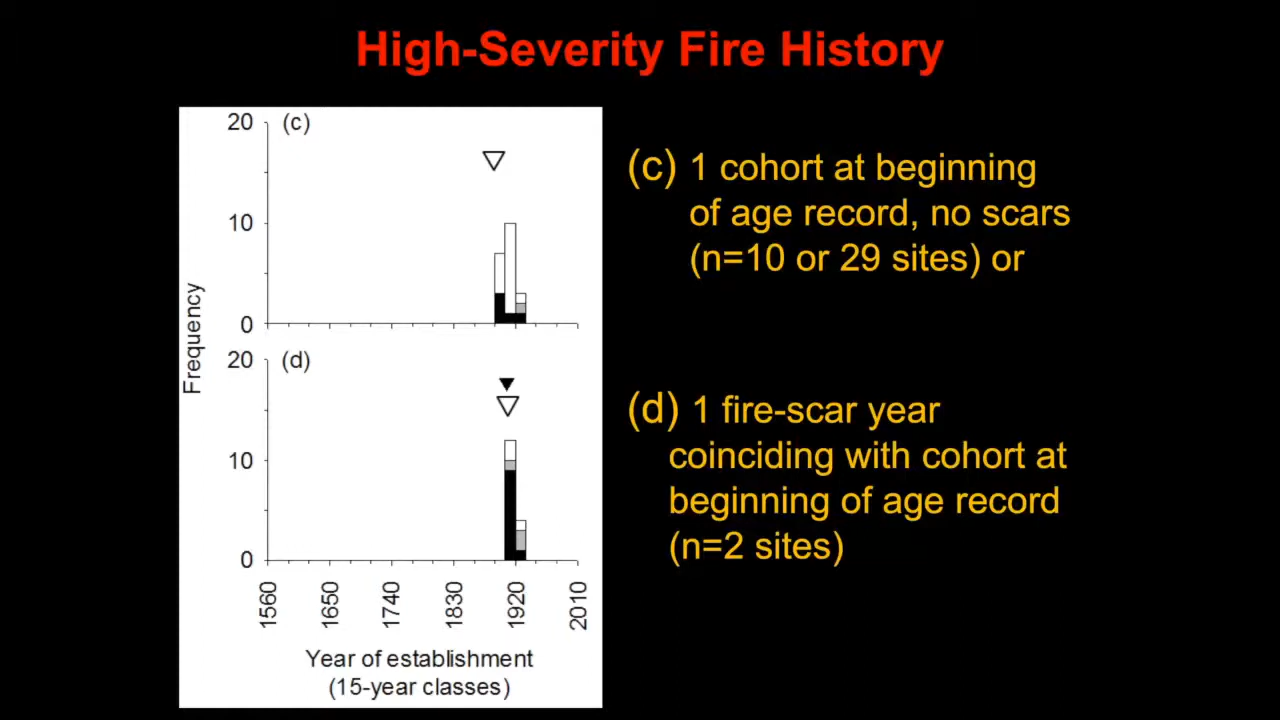 High-Severity Fire History
20
(c)
10
0
Frequency
20
(d)
10
0
1560
1650
1740
1830
1920
2010
Year of establishment
(15-year classes)
(c) 1 cohort at beginning
of age record, no scars
(n=10 or 29 sites) or
(d) 1 fire-scar year
coinciding with cohort at
beginning of age record
(n=2 sites)